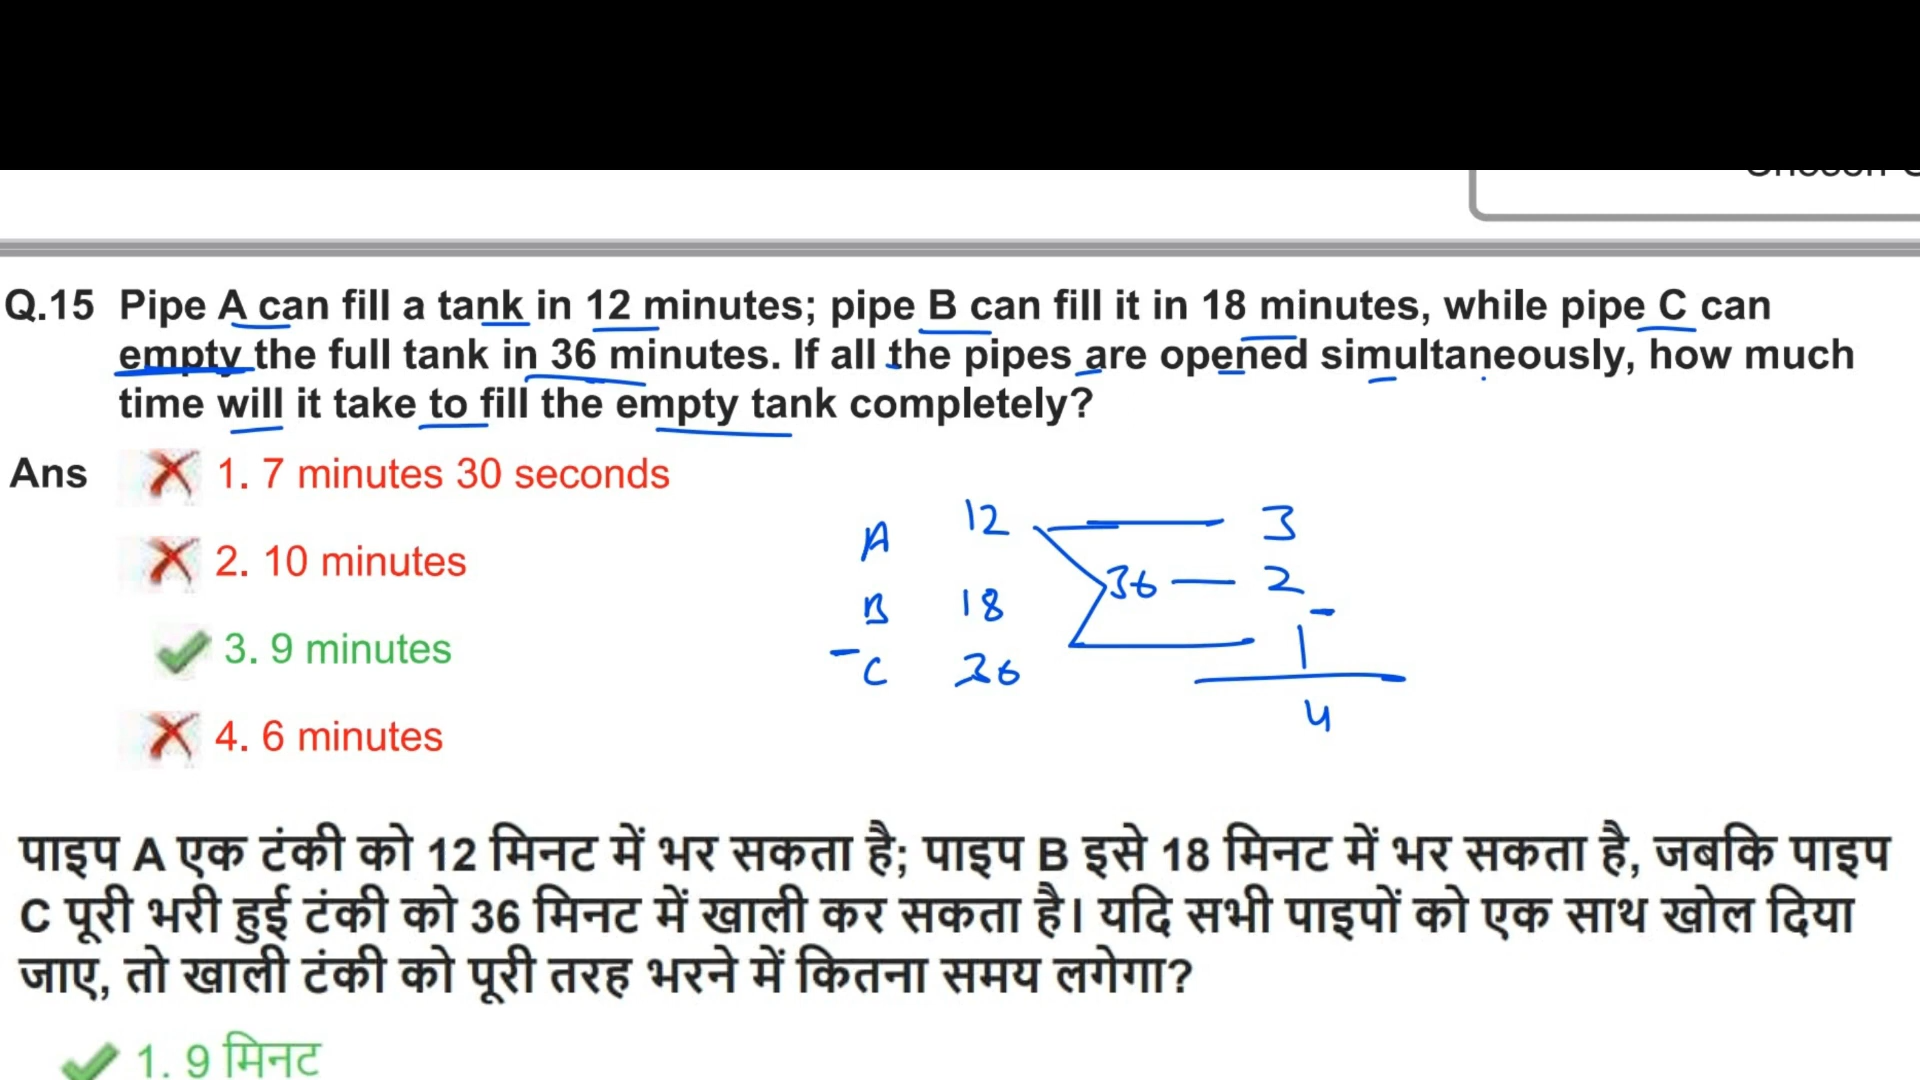 Q.15 Pipe A can fill a tank in 12 minutes; pipe B can fill it in 18 minutes, while pipe C can
empty the full tank in 36 minutes. If all the pipes are opened simultaneously, how much
time will it take to fill the empty tank completely?
Ans 1. 7 minutes 30 seconds
2. 10 minutes
3. 9 minutes
4. 6 minutes
A 12 3
36 2
B 18 -
1
- C 36
4
पाइप A एक टंकी को 12 मिनट में भर सकता है; पाइप B इसे 18 मिनट में भर सकता है, जबकि पाइप
C पूरी भरी हुई टंकी को 36 मिनट में खाली कर सकता है। यदि सभी पाइपों को एक साथ खोल दिया
जाए, तो खाली टंकी को पूरी तरह भरने में कितना समय लगेगा?
1. 9 मिनट